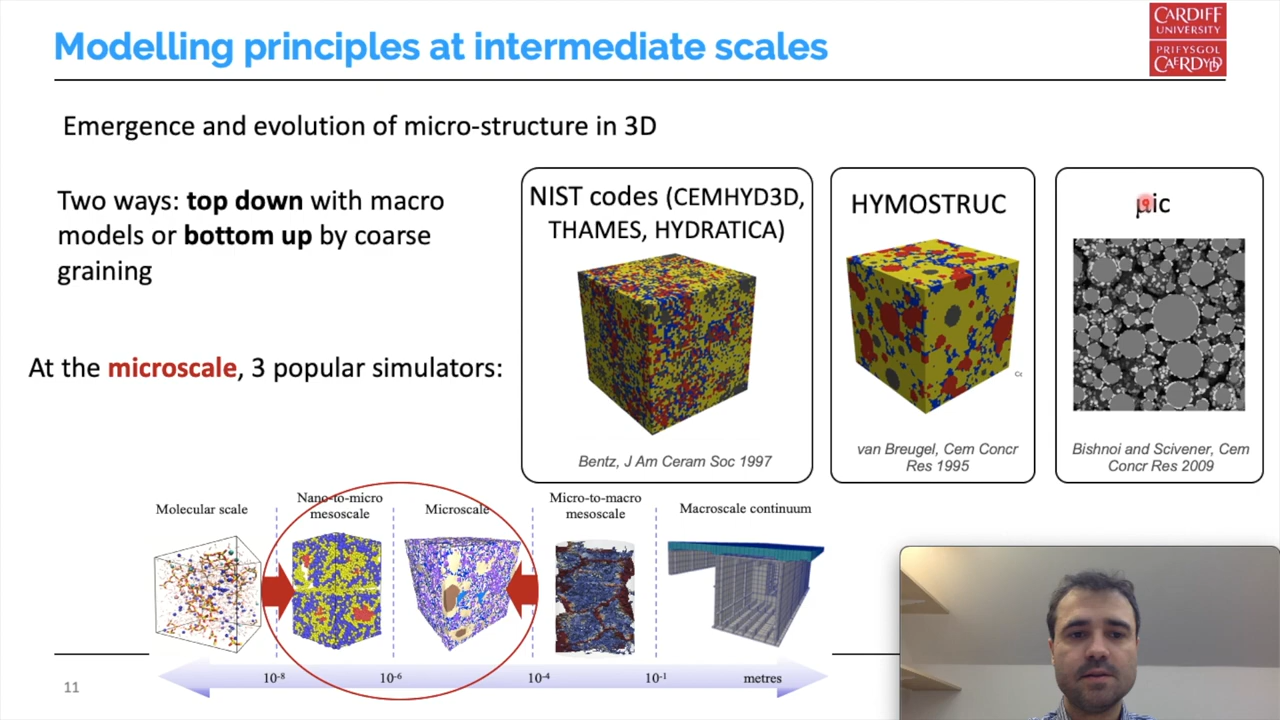 Modelling principles at intermediate scales
CARDIFF
UNIVERSITY
PRIFYSGOL
CAERDYDD
Emergence and evolution of micro-structure in 3D
Two ways: top down with macro
models or bottom up by coarse
graining
At the microscale, 3 popular simulators:
NIST codes (CEMHYD3D,
THAMES, HYDRATICA)
Bentz, J Am Ceram Soc 1997
HYMOSTRUC
Cε
van Breugel, Cem Concr
Res 1995
μic
Bishnoi and Scivener, Cem
Concr Res 2009
Molecular scale
Nano-to-micro
mesoscale
Microscale
Micro-to-macro
mesoscale
Macroscale continuum
10-8
10-6
10-4
10-1
metres
11